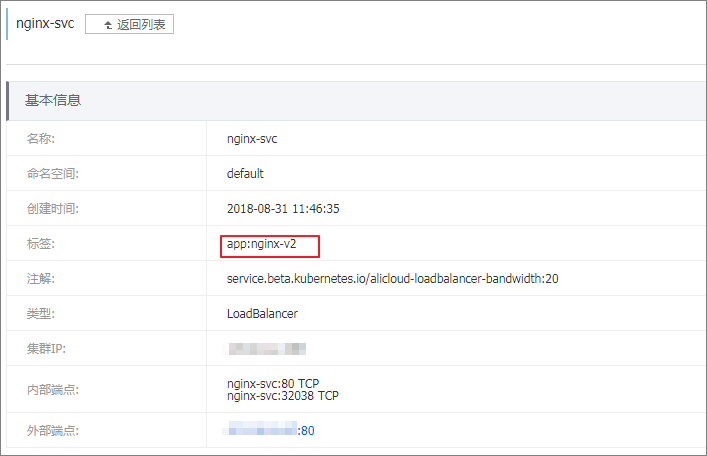 nginx-svc 返回列表
基本信息
名称: nginx-svc
命名空间: default
创建时间: 2018-08-31 11:46:35
标签: app:nginx-v2
注解: service.beta.kubernetes.io/alicloud-loadbalancer-bandwidth:20
类型: LoadBalancer
集群IP:
内部端点: nginx-svc:80 TCP
nginx-svc:32038 TCP
外部端点: :80